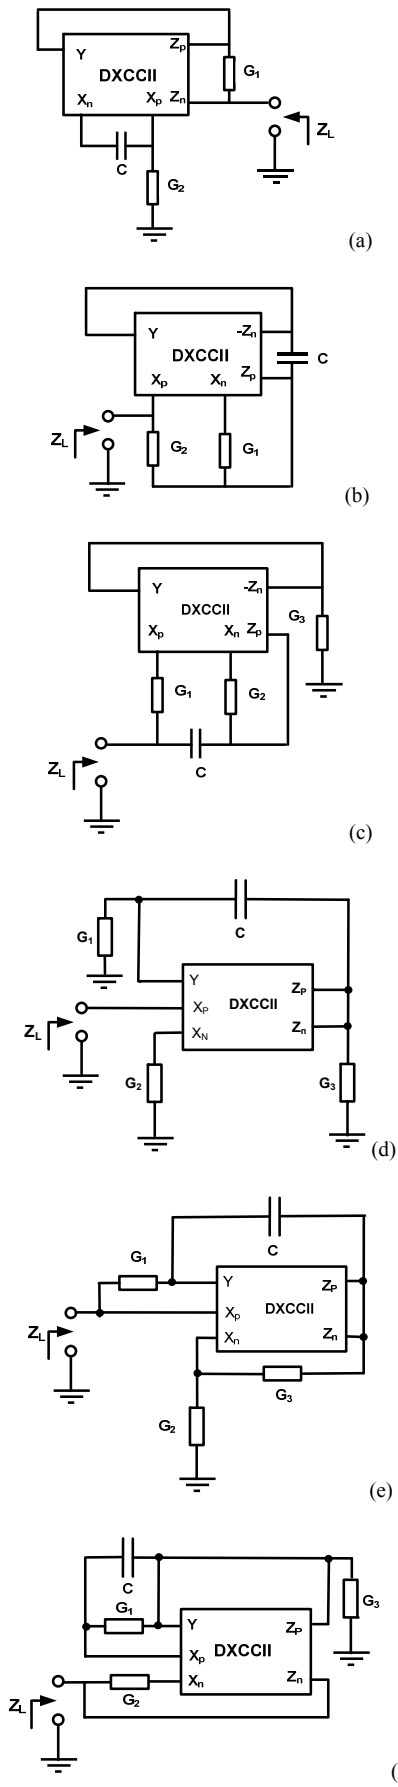 Y Zp
DXCCII G1
Xn Xp Zn
ZL
C
G2
(a)
Y -Zn
DXCCII C
Xp Xn Zp
ZL G2 G1
(b)
Y -Zn
DXCCII G3
Xp Xn Zp
G1 G2
ZL C
(c)
G1 C
Y
DXCCII ZP
XP
ZL XN Zn
G2 G3
(d)
C
G1
Y ZP
DXCCII
ZL Xp
Xn Zn
G3
G2
(e)
C
G1 G3
Y ZP
Xp DXCCII
Xn Zn
ZL G2
(